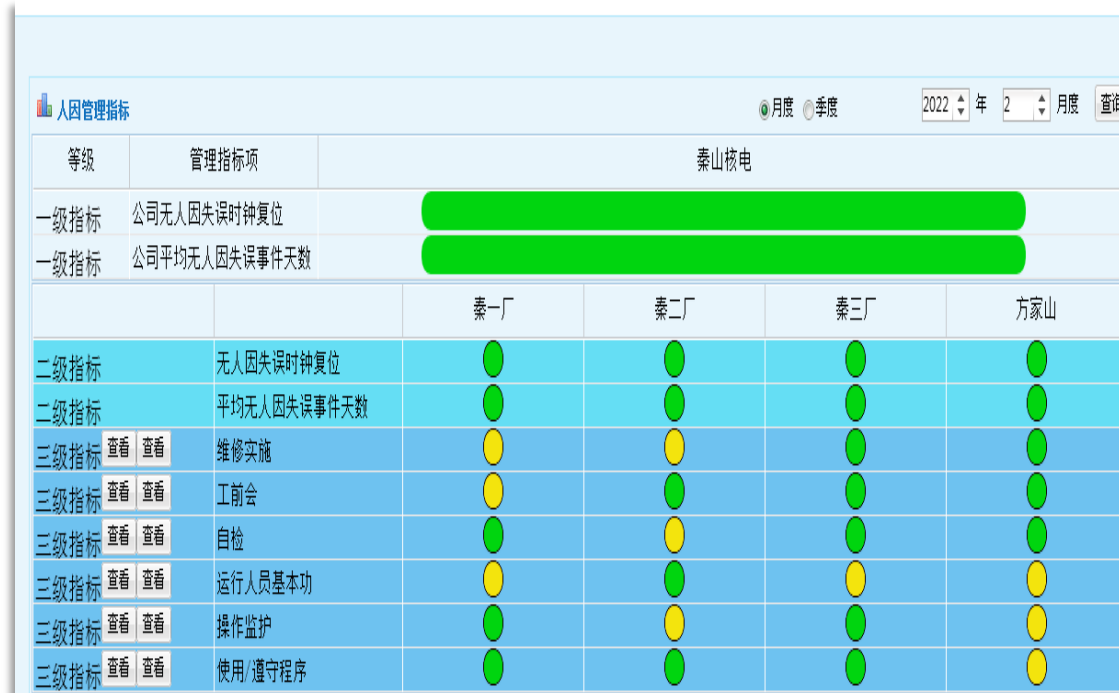 人因管理指标 月度 季度 2022 年 2 月度 查询
等级 管理指标项 秦山核电
一级指标 公司无人因失误时钟复位
一级指标 公司平均无人因失误事件天数
秦一厂 秦二厂 秦三厂 方家山
二级指标 无人因失误时钟复位
二级指标 平均无人因失误事件天数
三级指标 查看 查看 维修实施
三级指标 查看 查看 工前会
三级指标 查看 查看 自检
三级指标 查看 查看 运行人员基本功
三级指标 查看 查看 操作监护
三级指标 查看 查看 使用/遵守程序